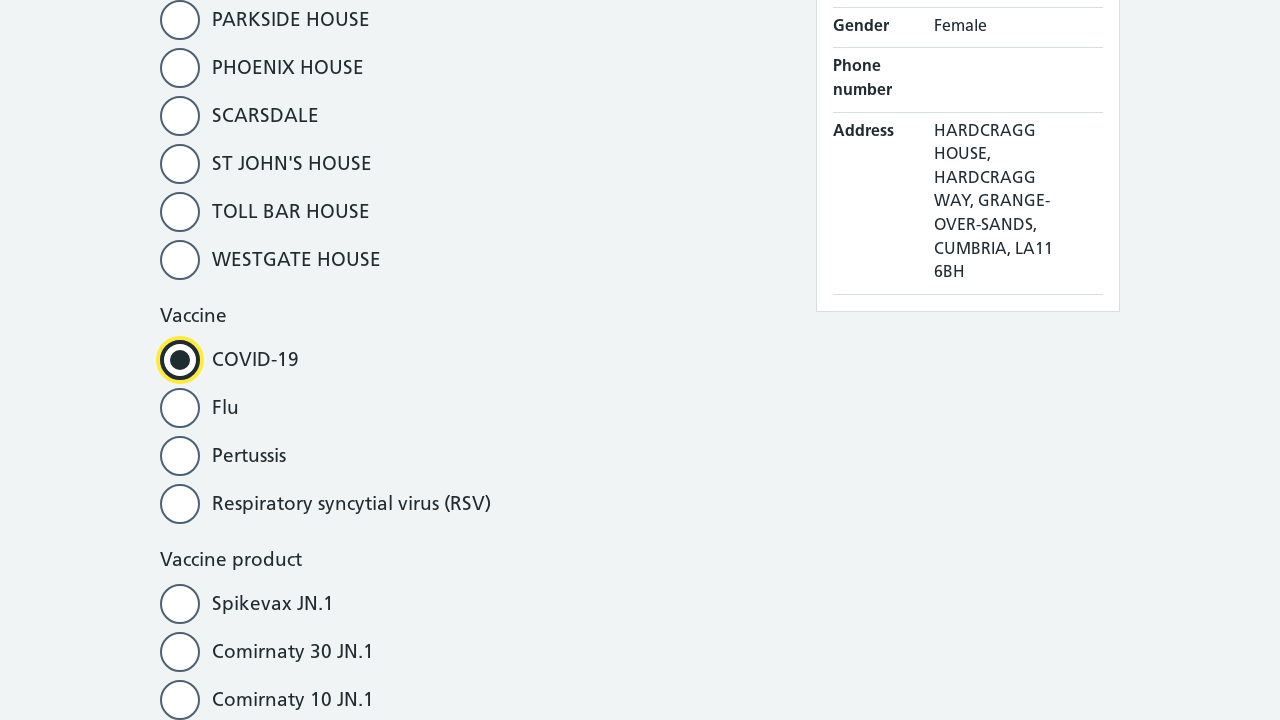 PARKSIDE HOUSE
PHOENIX HOUSE
SCARSDALE
ST JOHN'S HOUSE
TOLL BAR HOUSE
WESTGATE HOUSE
Vaccine
COVID-19
Flu
Pertussis
Respiratory syncytial virus (RSV)
Vaccine product
Spikevax JN.1
Comirnaty 30 JN.1
Comirnaty 10 JN.1
Gender Female
Phone
number
Address HARDCRAGG
HOUSE,
HARDCRAGG
WAY, GRANGE-
OVER-SANDS,
CUMBRIA, LA11
6BH